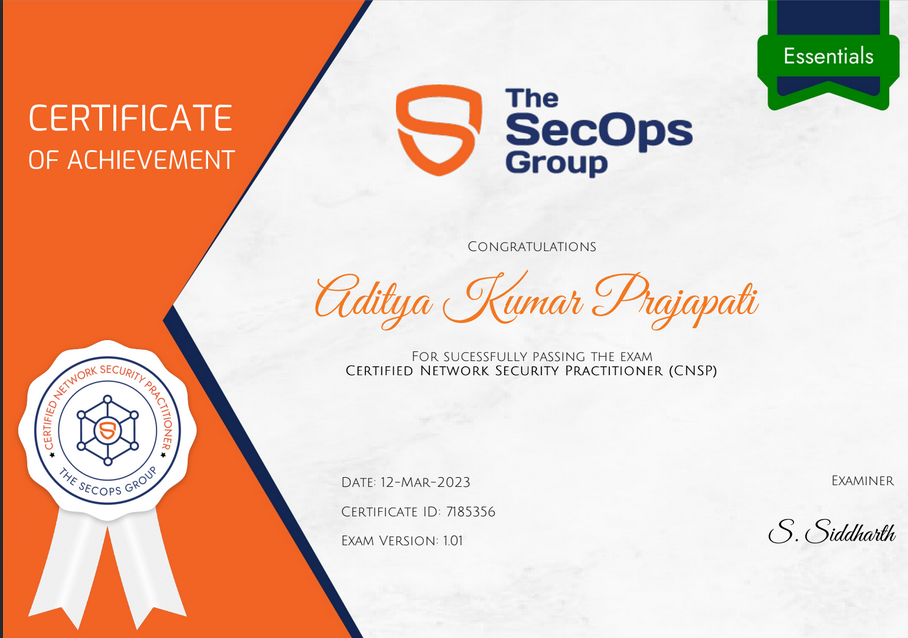 Essentials
CERTIFICATE
OF ACHIEVEMENT
The
SecOps
Group
Congratulations
Aditya Kumar Prajapati
For sucessfully passing the exam
Certified Network Security Practitioner (CNSP)
CERTIFIED NETWORK SECURITY PRACTITIONER
THE SECOPS GROUP
Date: 12-Mar-2023
Certificate ID: 7185356
Exam Version: 1.01
Examiner
S. Siddharth